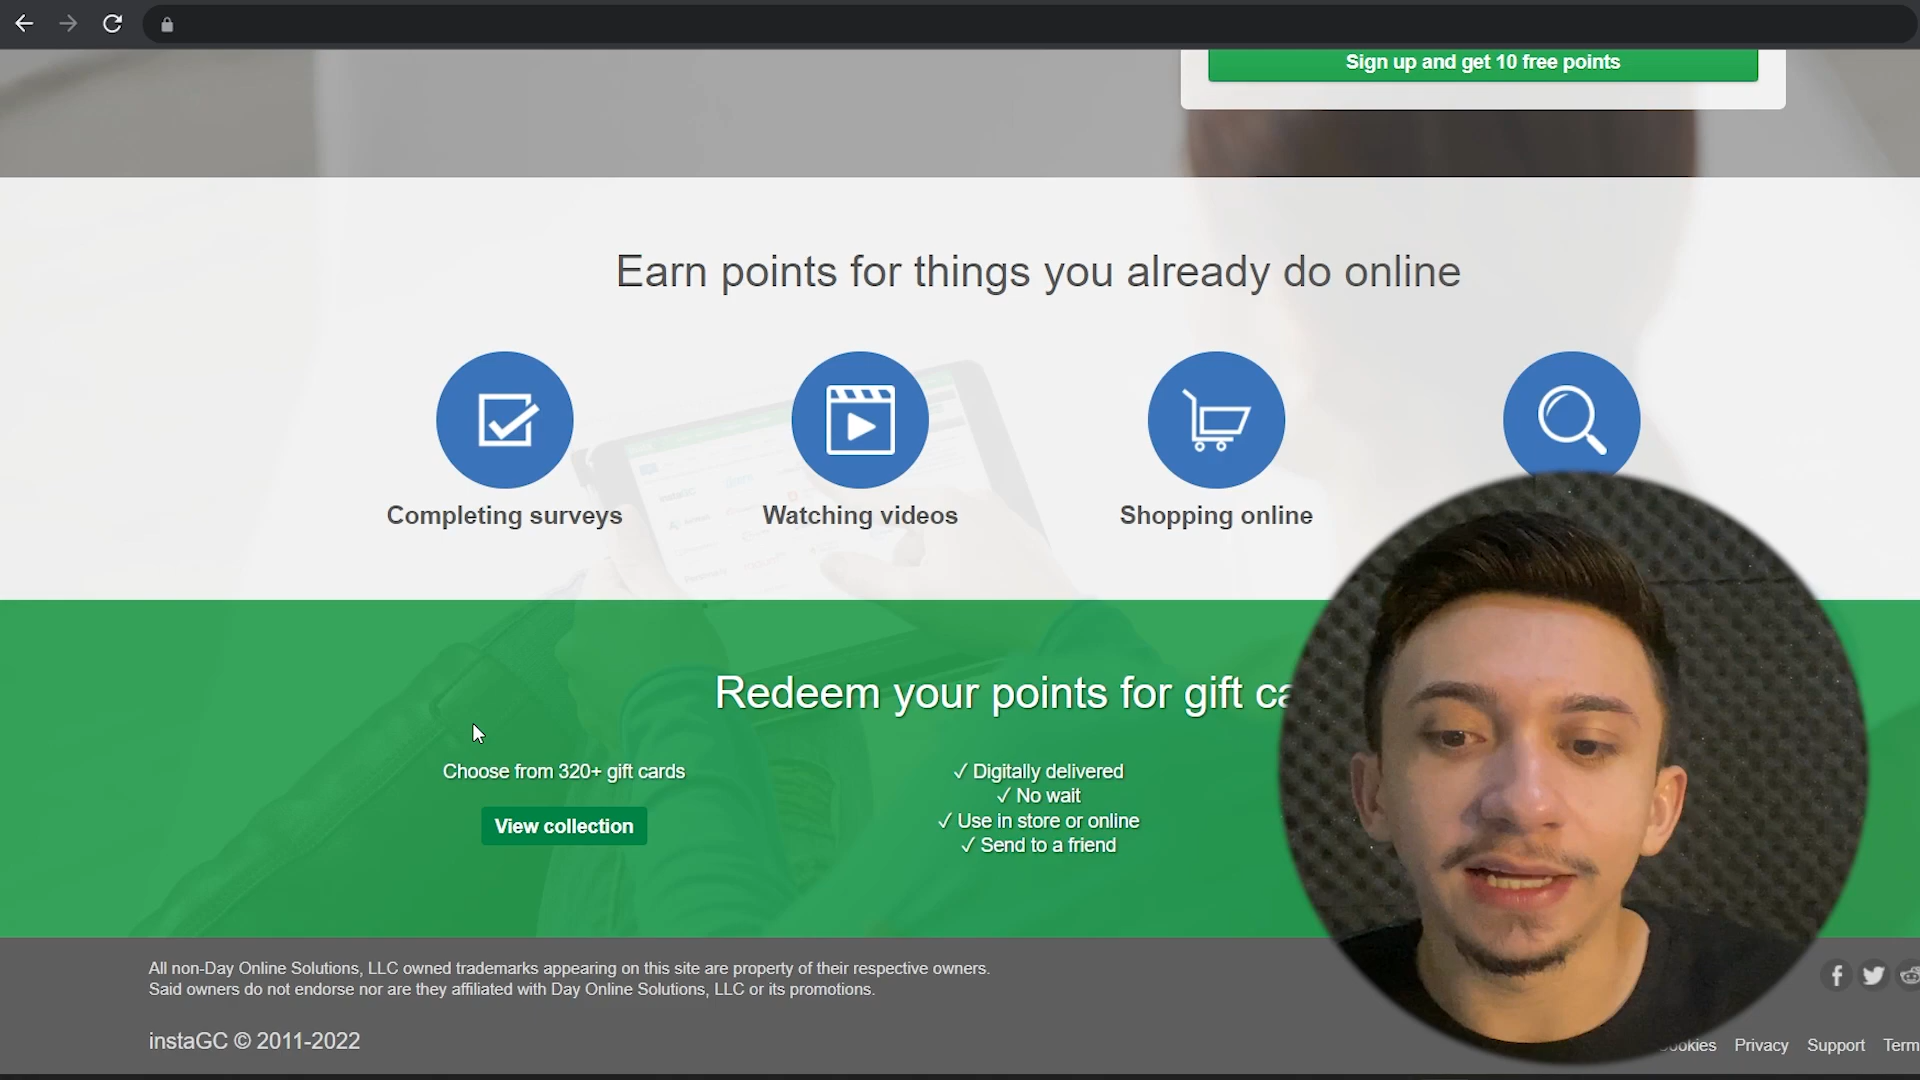 Sign up and get 10 free points
Earn points for things you already do online
Completing surveys
Watching videos
Shopping online
Redeem your points for gift
Choose from 320+ gift cards
View collection
✓ Digitally delivered
✓ No wait
✓ Use in store or online
✓ Send to a friend
All non-Day Online Solutions, LLC owned trademarks appearing on this site are property of their respective owners.
Said owners do not endorse nor are they affiliated with Day Online Solutions, LLC or its promotions.
instaGC © 2011-2022
Privacy
Support